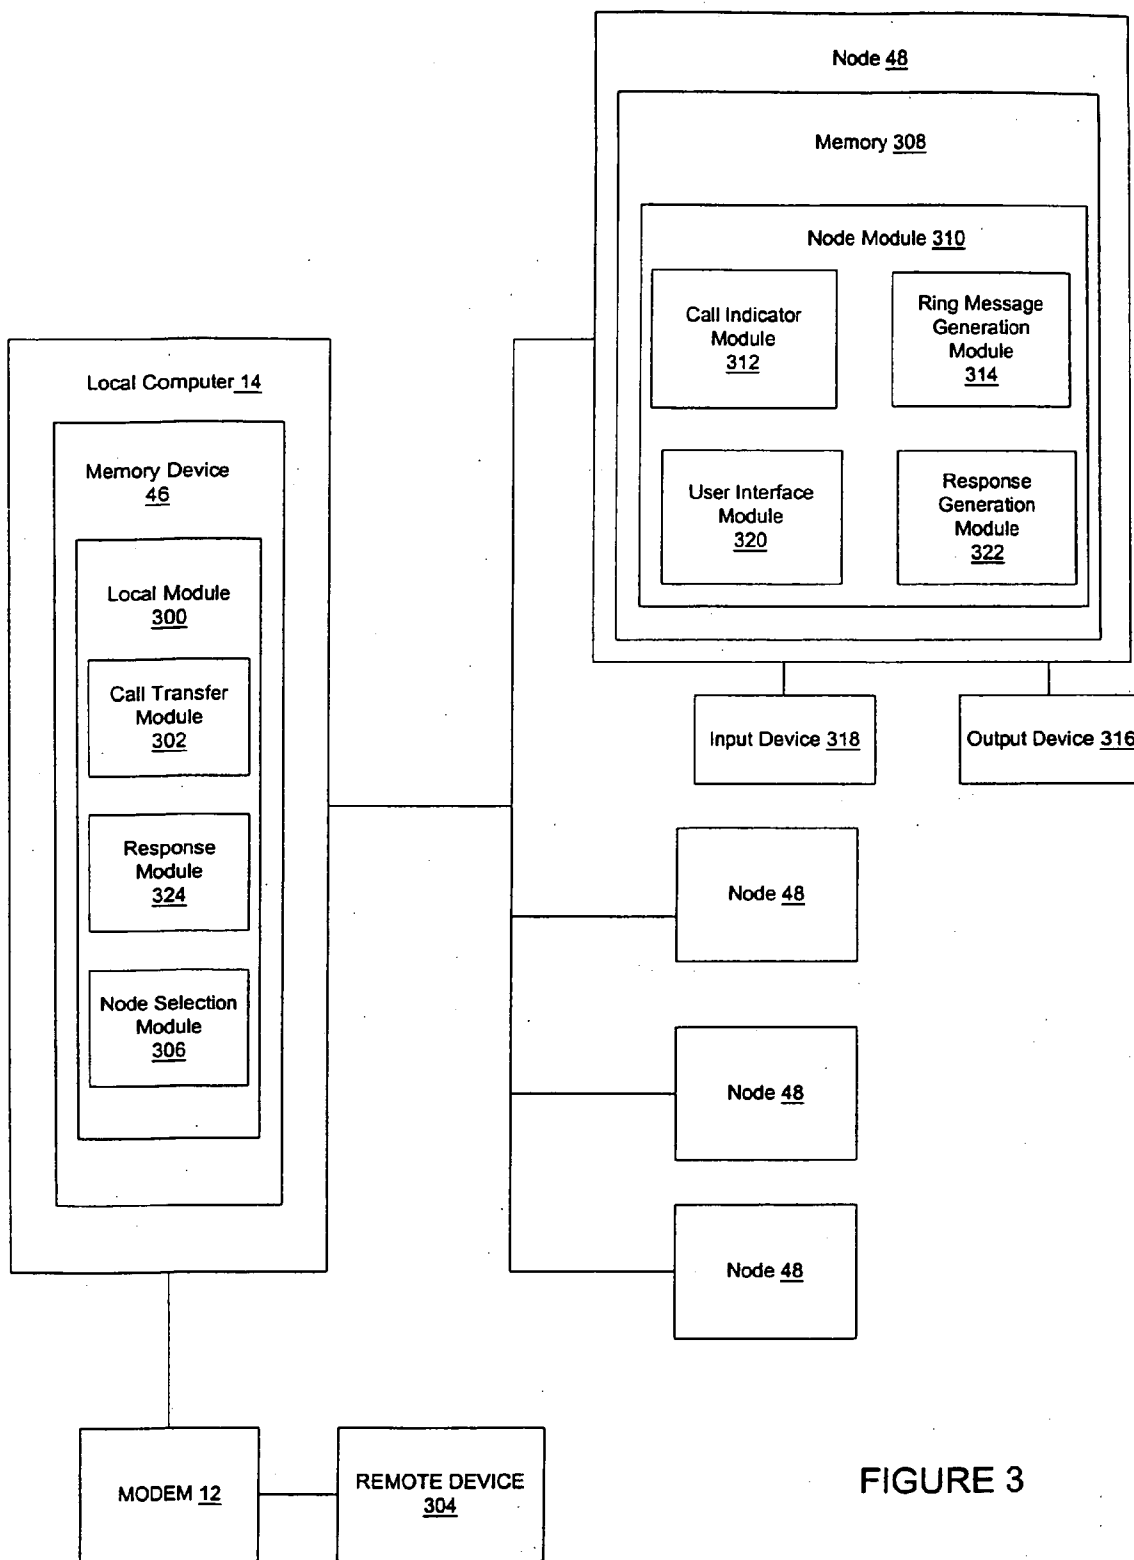 Node 48
Memory 308
Node Module 310
Call Indicator
Module
312
Ring Message
Generation
Module
314
User Interface
Module
320
Response
Generation
Module
322
Input Device 318
Output Device 316
Local Computer 14
Memory Device
46
Local Module
300
Call Transfer
Module
302
Response
Module
324
Node Selection
Module
306
Node 48
Node 48
Node 48
MODEM 12
REMOTE DEVICE
304
FIGURE 3